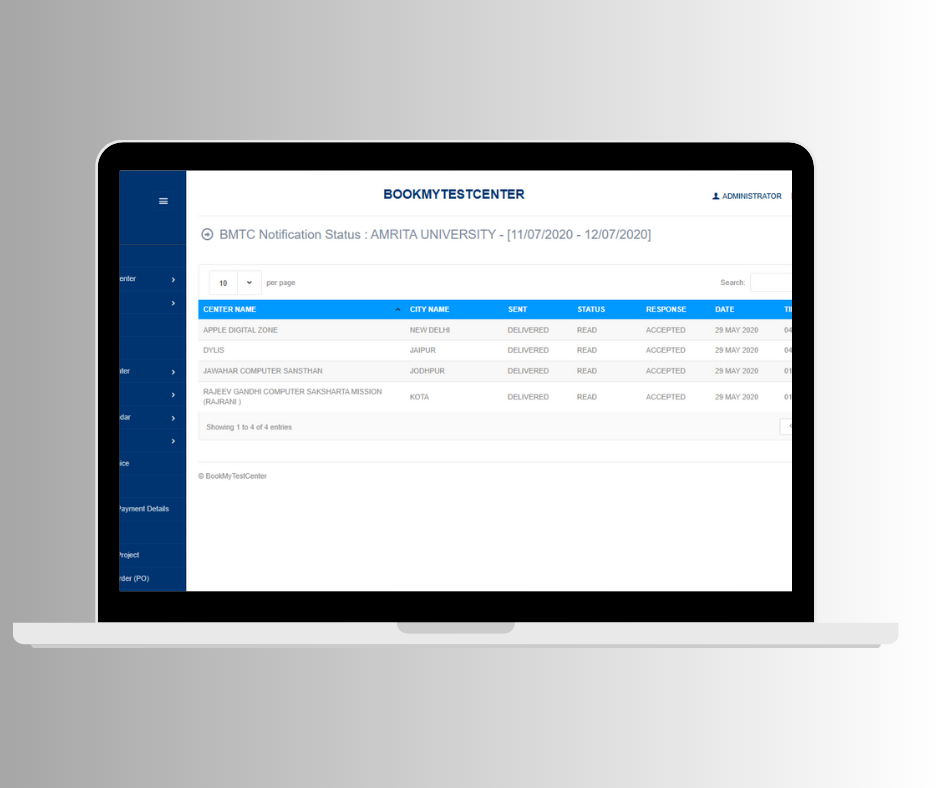 BOOKMYTESTCENTER
ADMINISTRATOR
BMTC Notification Status : AMRITA UNIVERSITY - [11/07/2020 - 12/07/2020]
10 per page
Search:
CENTER NAME CITY NAME SENT STATUS RESPONSE DATE
APPLE DIGITAL ZONE NEW DELHI DELIVERED READ ACCEPTED 29 MAY 2020 04
DYLIS JAIPUR DELIVERED READ ACCEPTED 29 MAY 2020 04
JAWAHAR COMPUTER SANSTHAN JODHPUR DELIVERED READ ACCEPTED 29 MAY 2020 01
RAJEEV GANDHI COMPUTER SAKSHARTA MISSION
(RAJRANI ) KOTA DELIVERED READ ACCEPTED 29 MAY 2020 01
Showing 1 to 4 of 4 entries
© BookMyTestCenter
enter
dar
ice
Payment Details
Project
rder (PO)